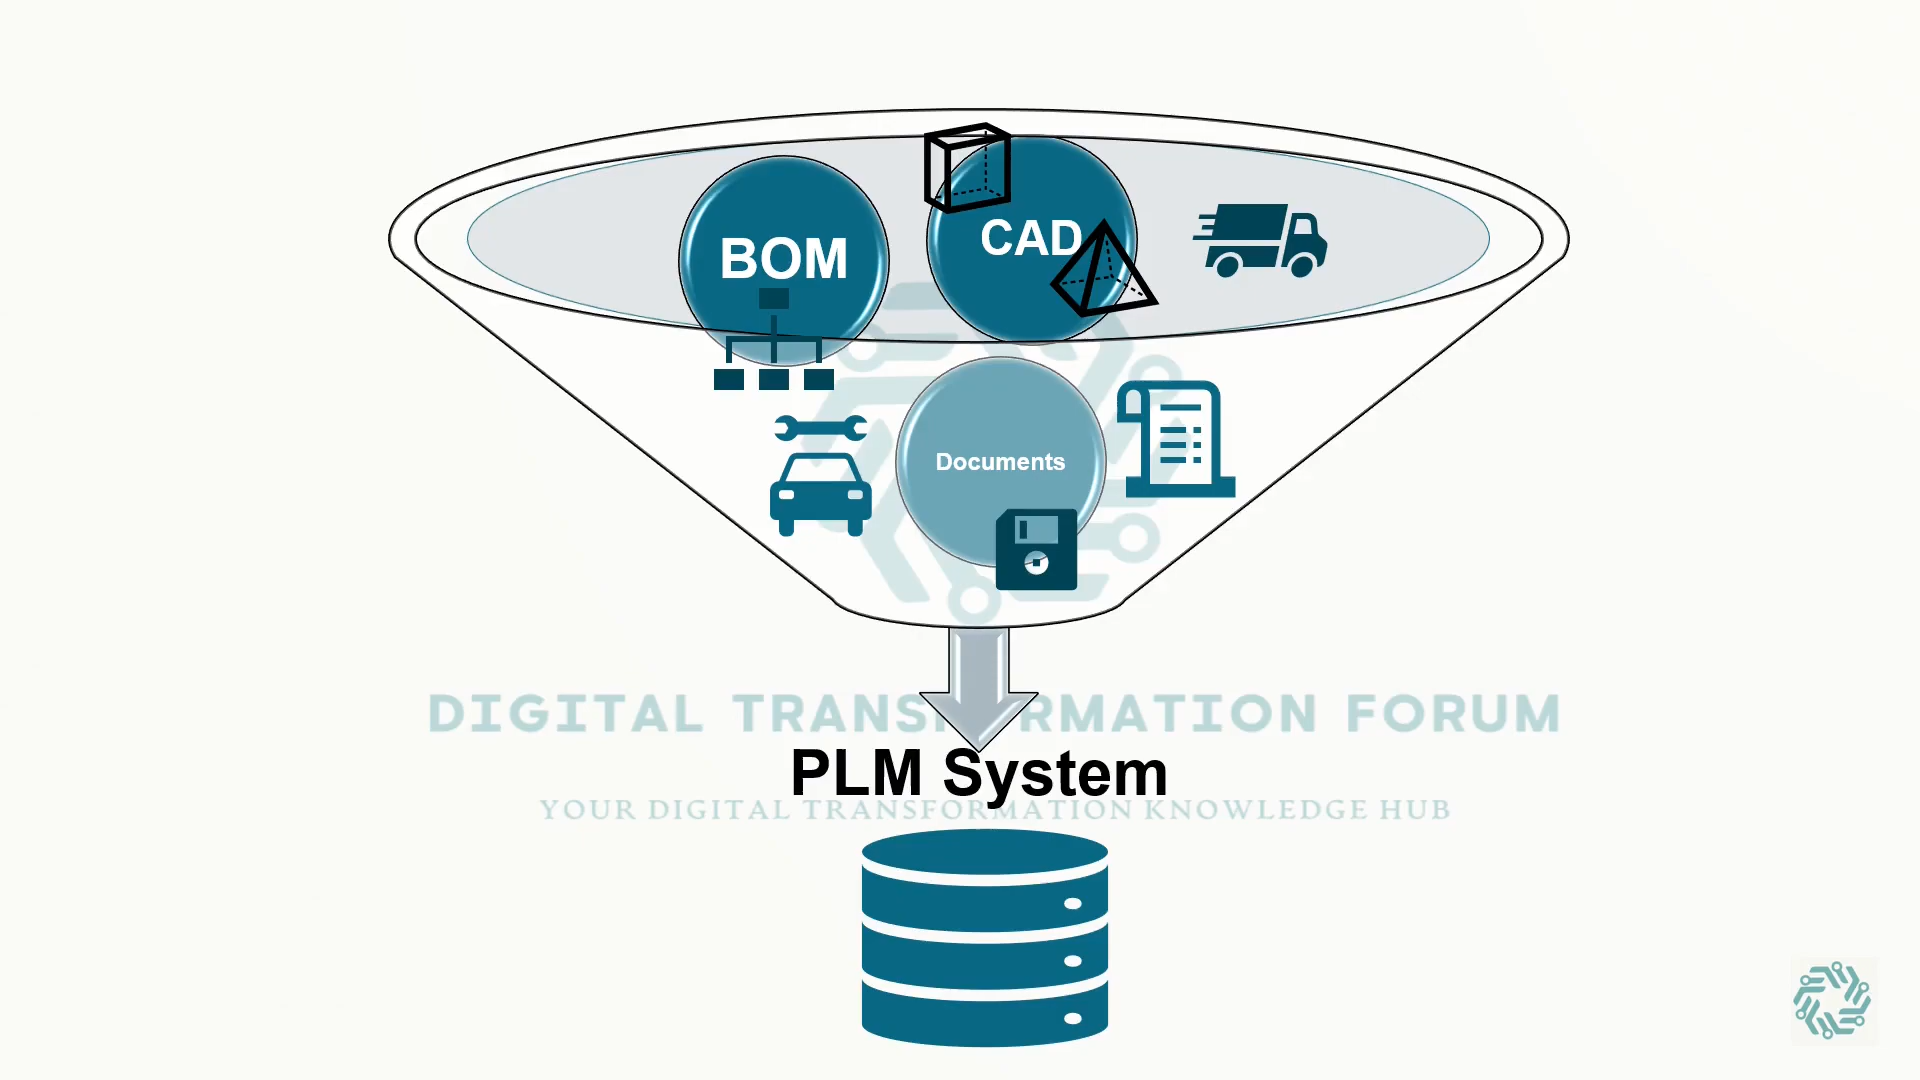 BOM
CAD
Documents
DIGITAL TRANSFORMATION FORUM
PLM System
YOUR DIGITAL TRANSFORMATION KNOWLEDGE HUB